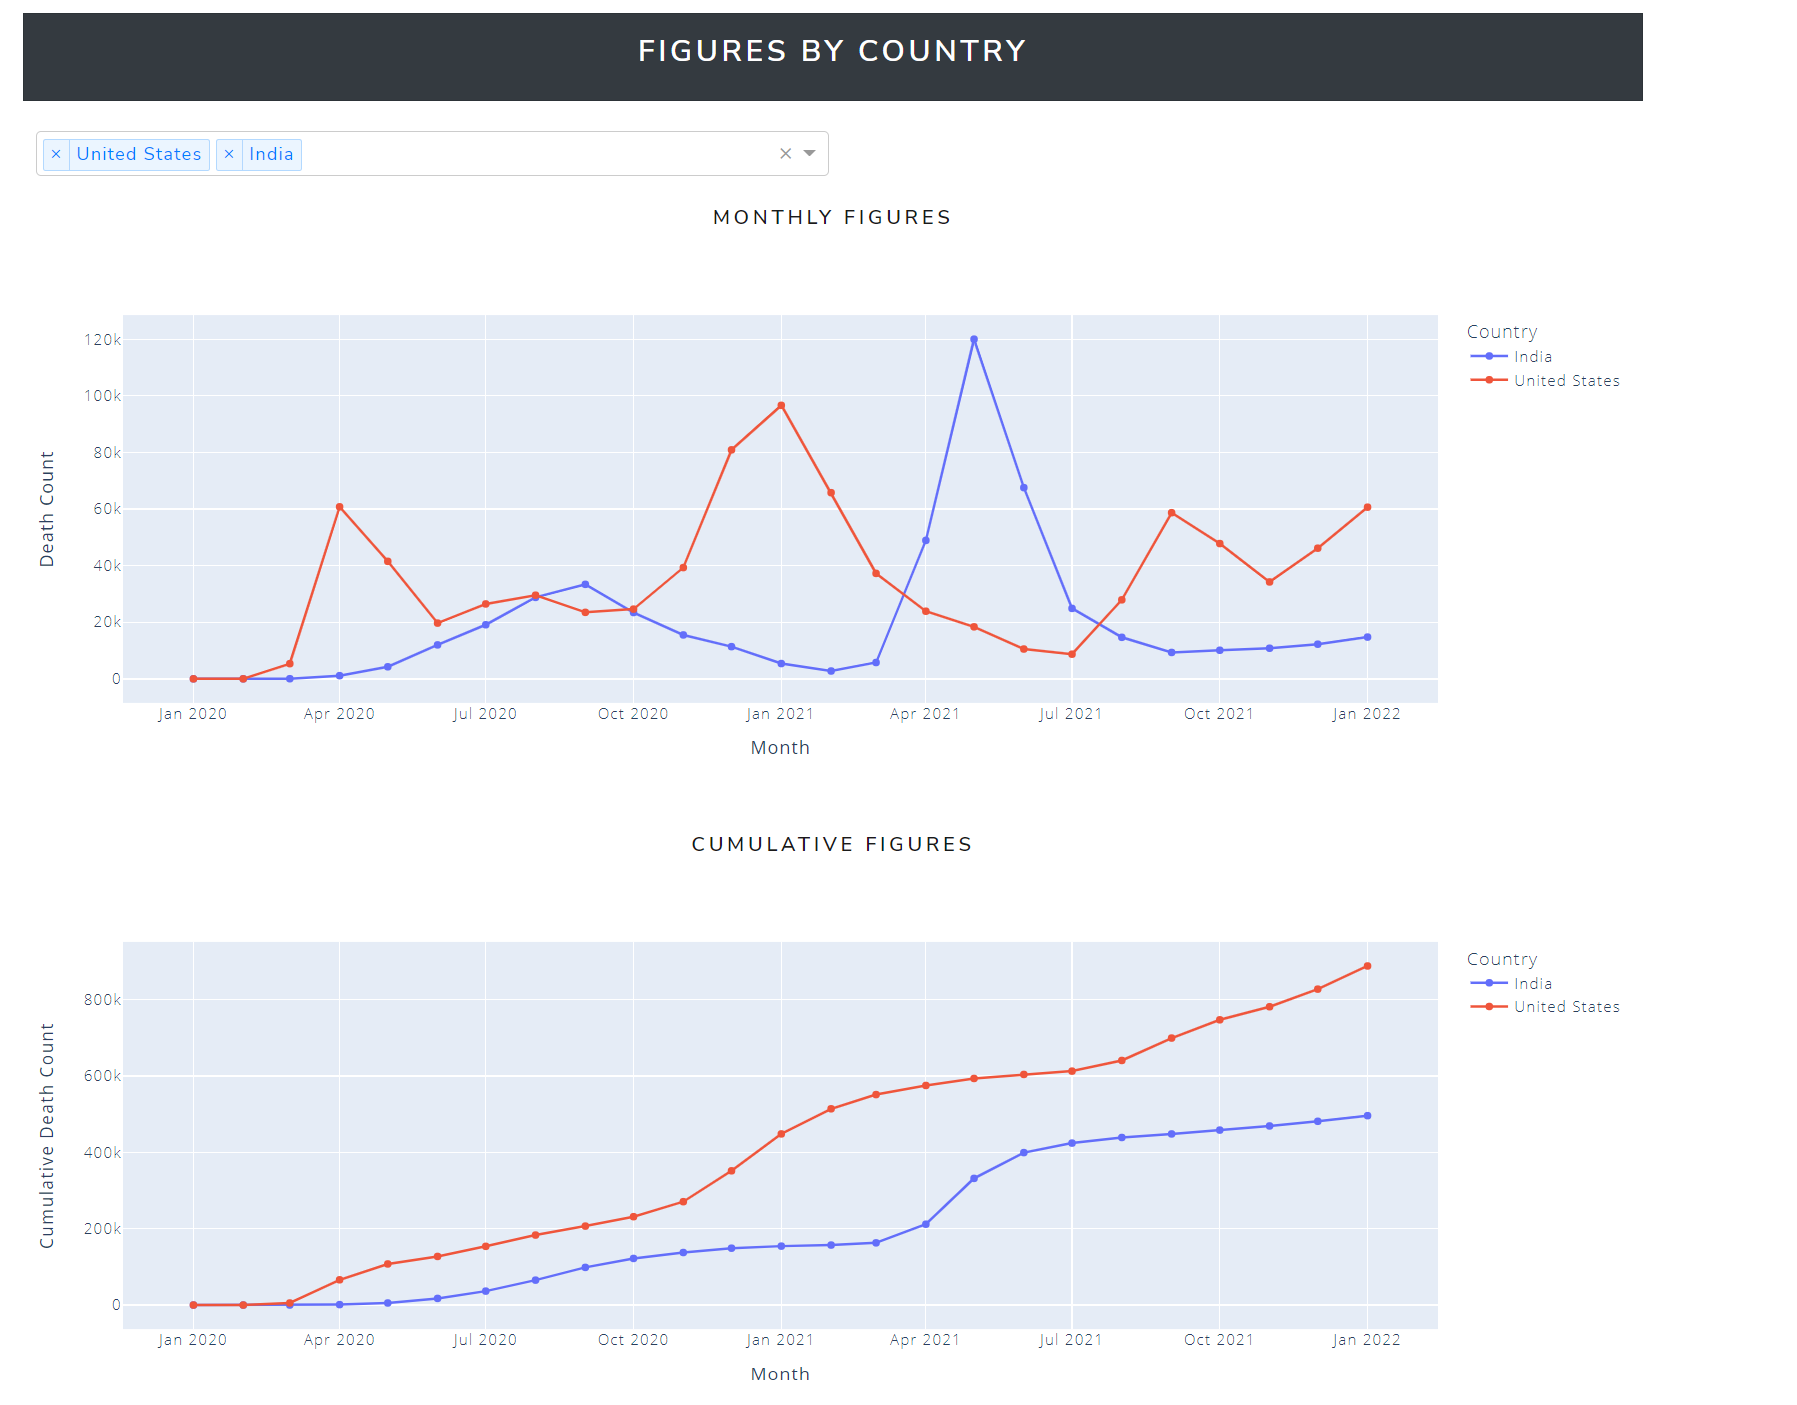 FIGURES BY COUNTRY
× United States × India ×
MONTHLY FIGURES
120k
100k
80k
60k
40k
20k
0
Death Count
Jan 2020 Apr 2020 Jul 2020 Oct 2020 Jan 2021 Apr 2021 Jul 2021 Oct 2021 Jan 2022
Month
Country
India
United States
CUMULATIVE FIGURES
800k
600k
400k
200k
0
Cumulative Death Count
Jan 2020 Apr 2020 Jul 2020 Oct 2020 Jan 2021 Apr 2021 Jul 2021 Oct 2021 Jan 2022
Month
Country
India
United States